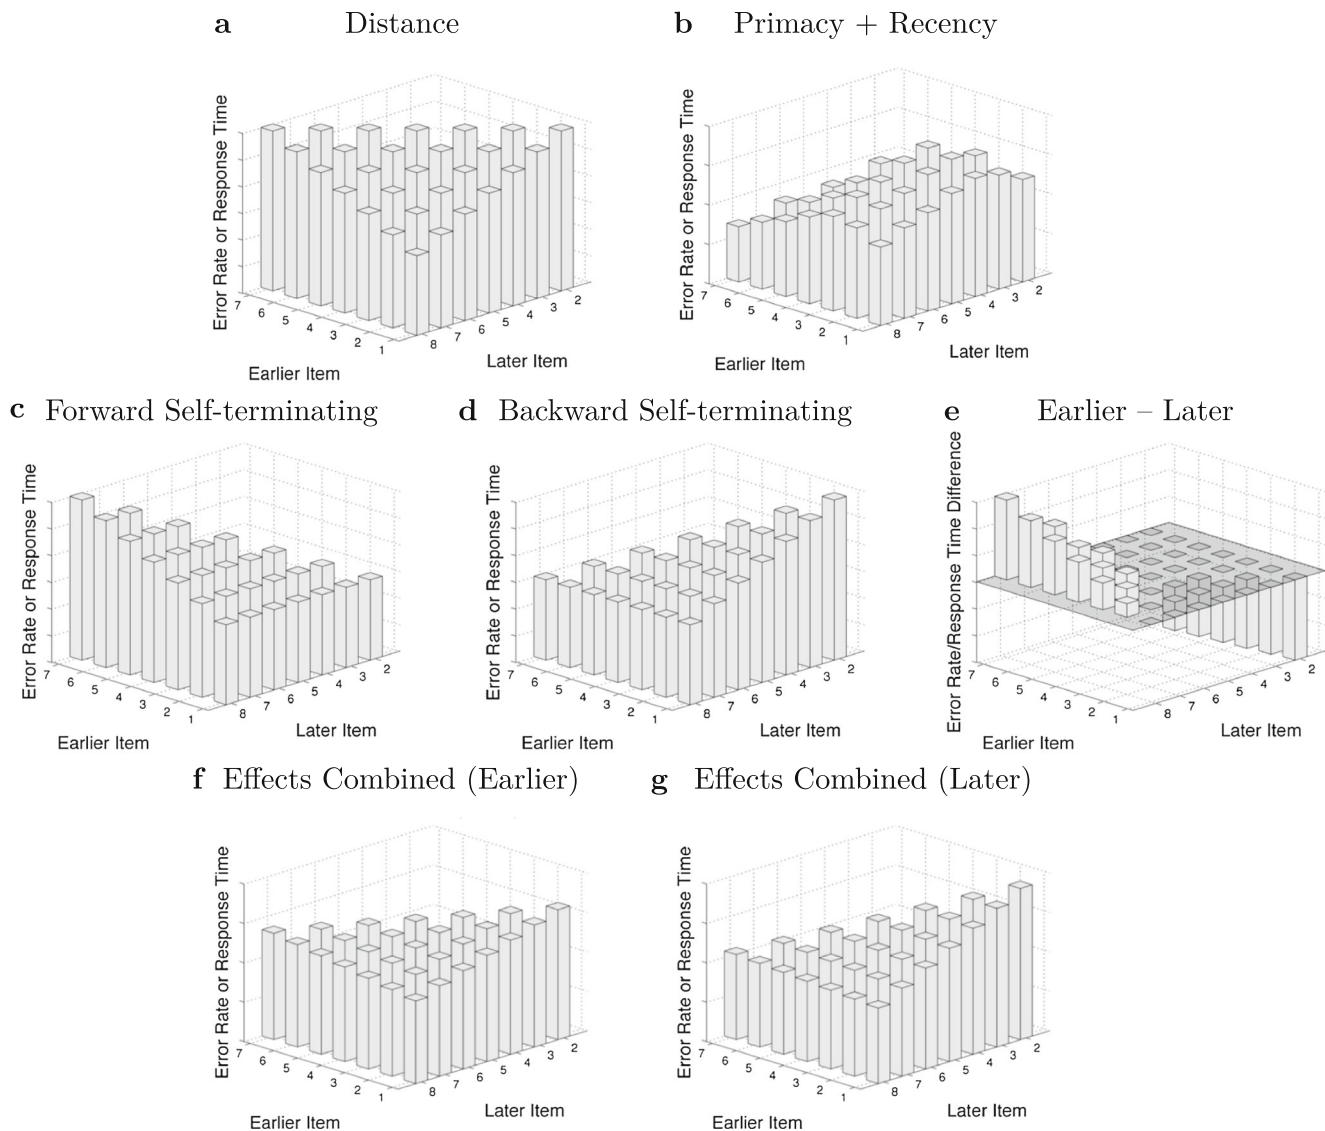 a Distance
b Primacy + Recency
Error Rate or Response Time
7 6 5 4 3 2 1
8 7 6 5 4 3 2
Earlier Item
Later Item
Error Rate or Response Time
7 6 5 4 3 2 1
8 7 6 5 4 3 2
Earlier Item
Later Item
c Forward Self-terminating
d Backward Self-terminating
e Earlier – Later
Error Rate or Response Time
7 6 5 4 3 2 1
8 7 6 5 4 3 2
Earlier Item
Later Item
Error Rate or Response Time
7 6 5 4 3 2 1
8 7 6 5 4 3 2
Earlier Item
Later Item
Error Rate/Response Time Difference
7 6 5 4 3 2 1
8 7 6 5 4 3 2
Earlier Item
Later Item
f Effects Combined (Earlier)
g Effects Combined (Later)
Error Rate or Response Time
7 6 5 4 3 2 1
8 7 6 5 4 3 2
Earlier Item
Later Item
Error Rate or Response Time
7 6 5 4 3 2 1
8 7 6 5 4 3 2
Earlier Item
Later Item